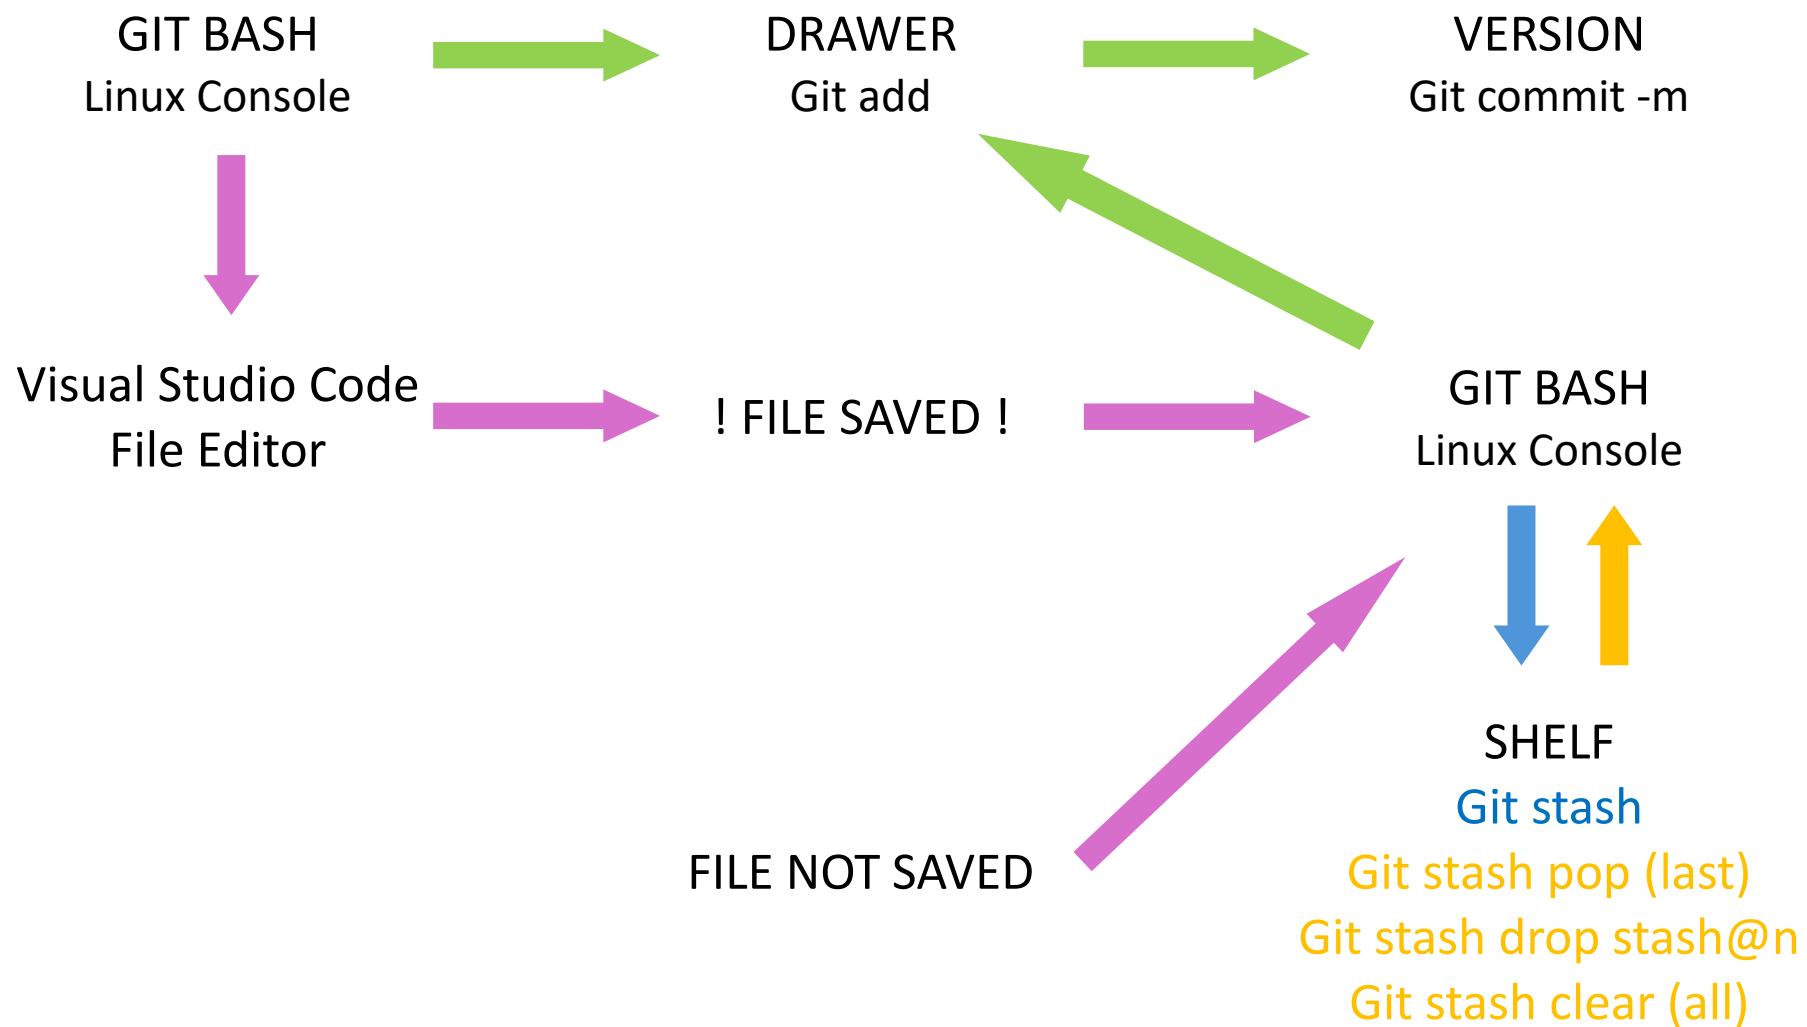 GIT BASH
Linux Console
DRAWER
Git add
VERSION
Git commit -m
Visual Studio Code
File Editor
! FILE SAVED !
GIT BASH
Linux Console
FILE NOT SAVED
SHELF
Git stash
Git stash pop (last)
Git stash drop stash@n
Git stash clear (all)